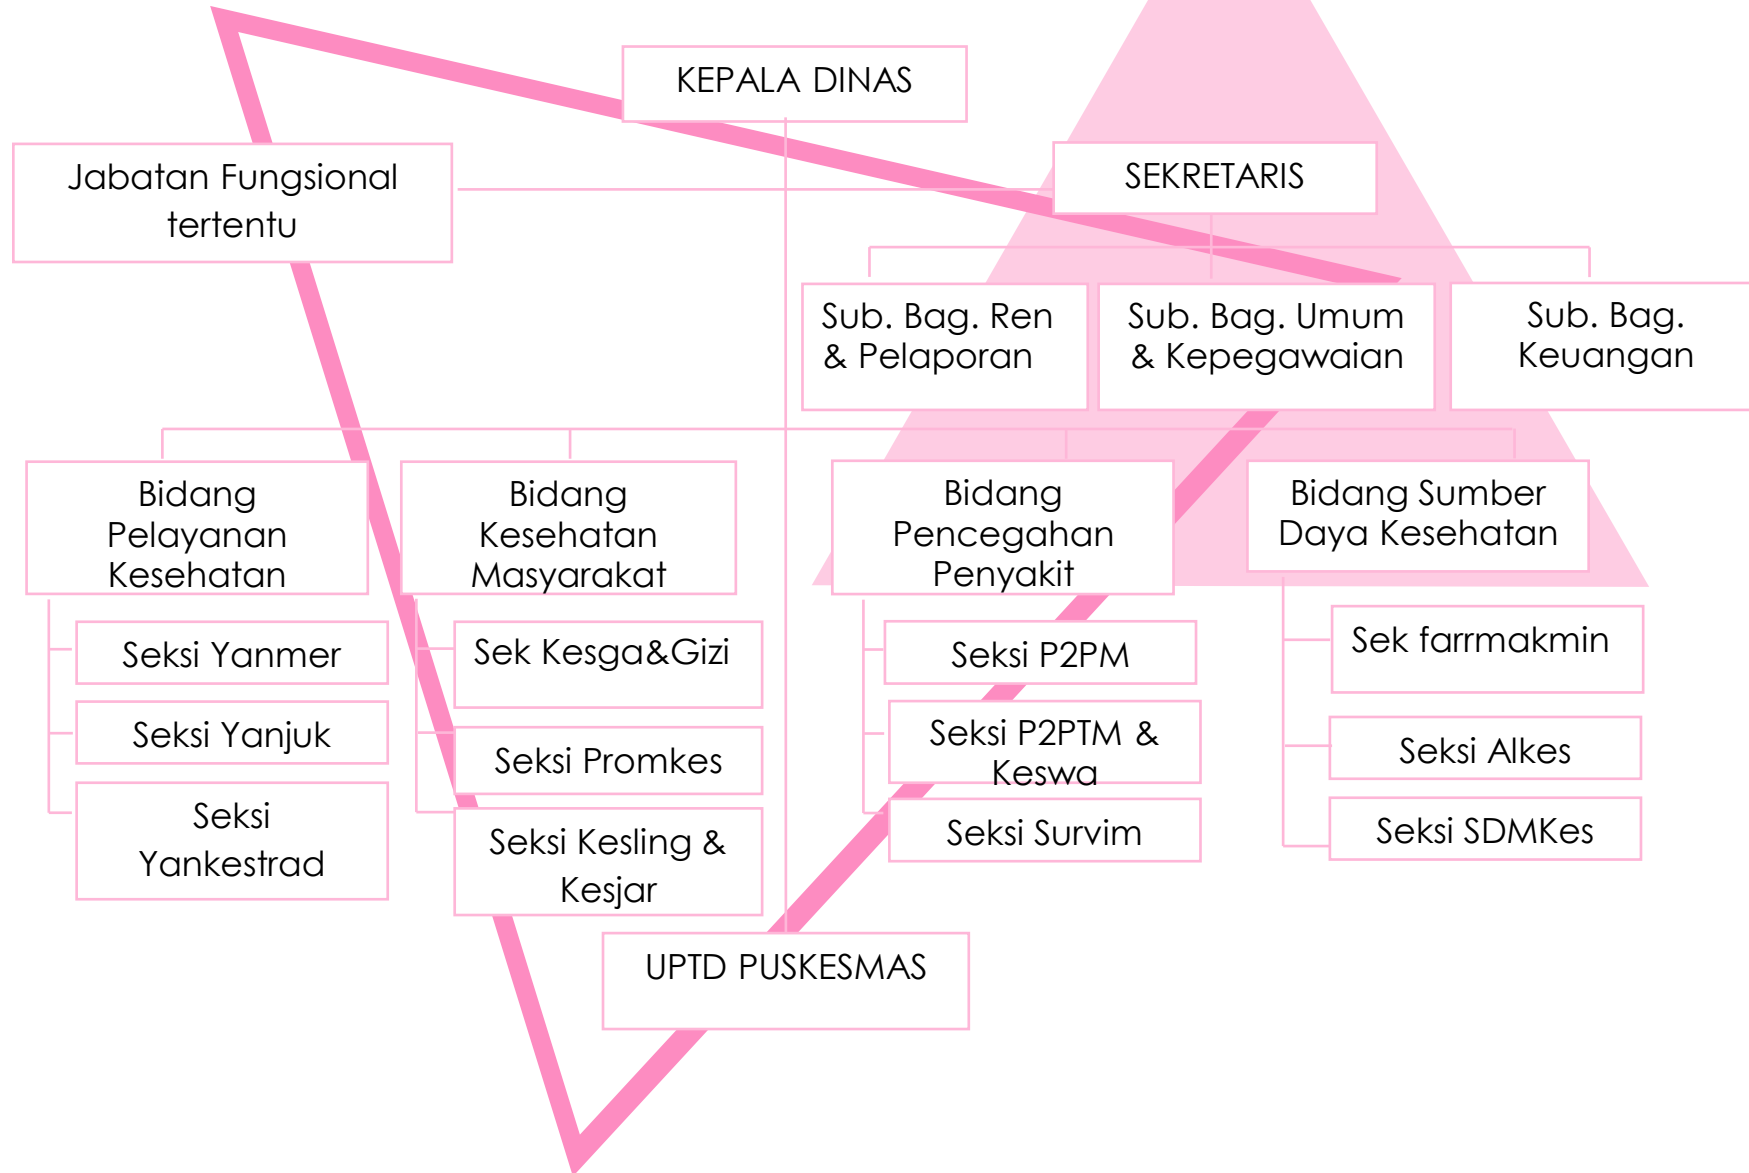 KEPALA DINAS
Jabatan Fungsional
tertentu
SEKRETARIS
Sub. Bag. Ren
& Pelaporan
Sub. Bag. Umum
& Kepegawaian
Sub. Bag.
Keuangan
Bidang
Pelayanan
Kesehatan
Bidang
Kesehatan
Masyarakat
Bidang
Pencegahan
Penyakit
Bidang Sumber
Daya Kesehatan
Seksi Yanmer
Seksi Yanjuk
Seksi
Yankestrad
Sek Kesga&Gizi
Seksi Promkes
Seksi Kesling &
Kesjar
Seksi P2PM
Seksi P2PTM &
Keswa
Seksi Survim
Sek farrmakmin
Seksi Alkes
Seksi SDMKes
UPTD PUSKESMAS